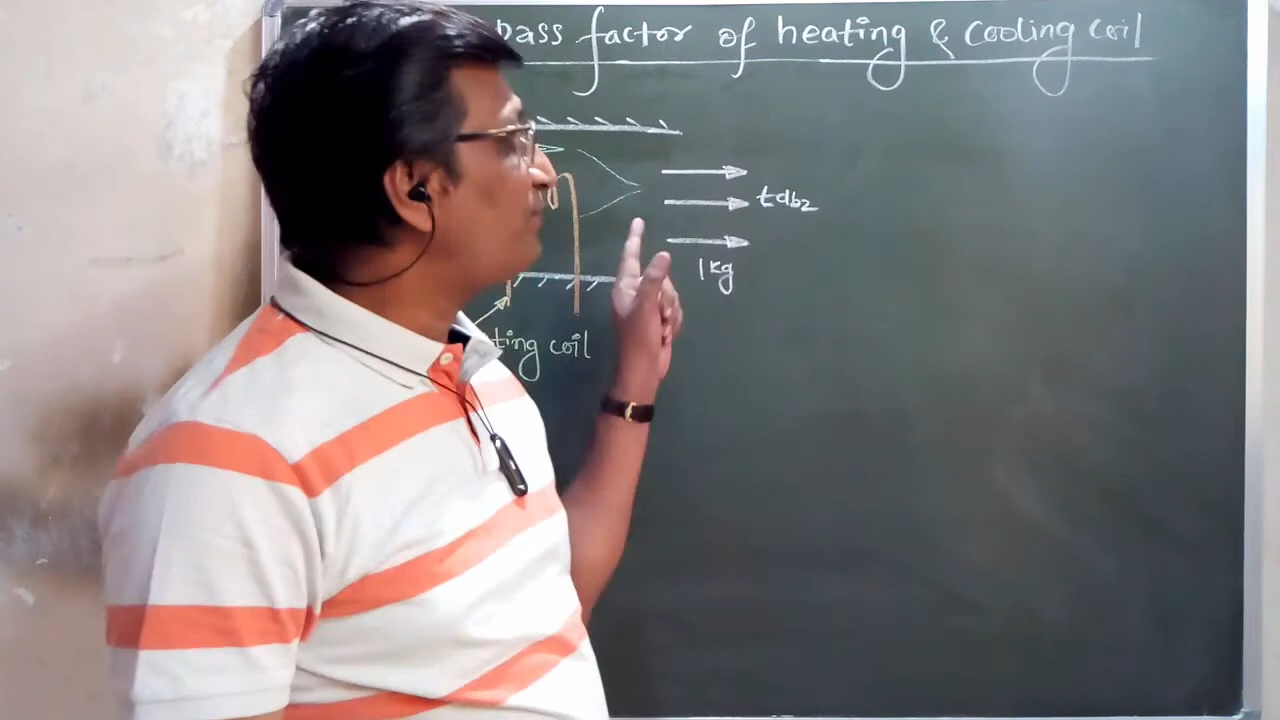 pass factor of heating & cooling coil
tdb2
1kg
ting coil